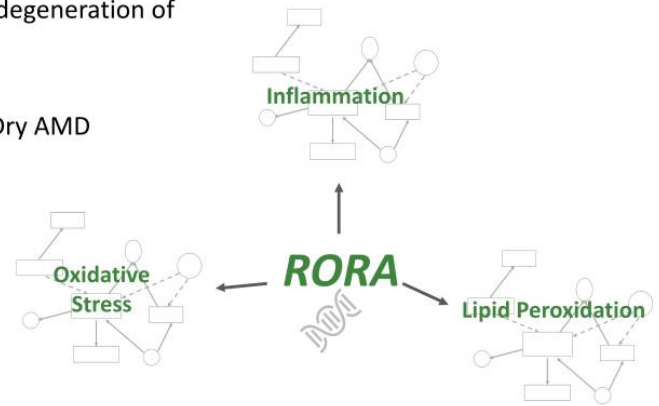 degeneration of
Inflammation
Dry AMD
Oxidative
Stress
RORA
Lipid Peroxidation